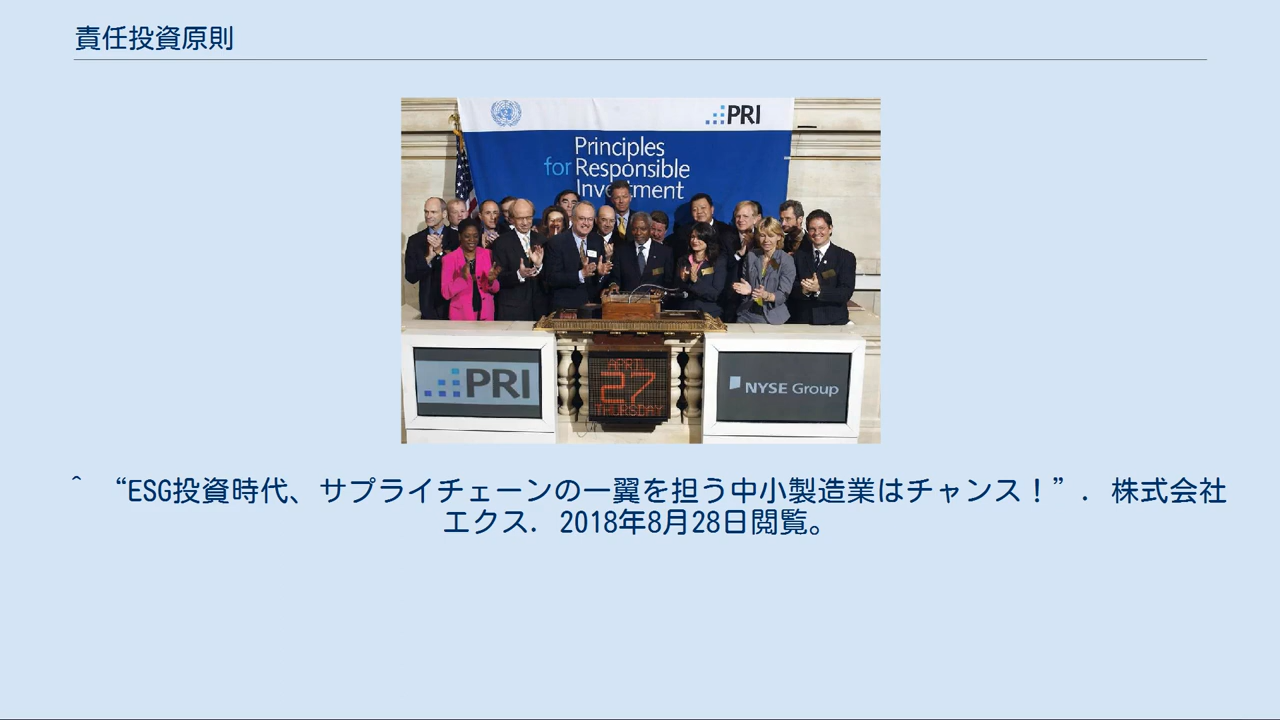 責任投資原則
PRI
Principles
for Responsible
Investment
PRI
APRIL
27
THURSDAY
NYSE Group
^ “ESG投資時代、サプライチェーンの一翼を担う中小製造業はチャンス！”. 株式会社
エクス. 2018年8月28日閲覧。